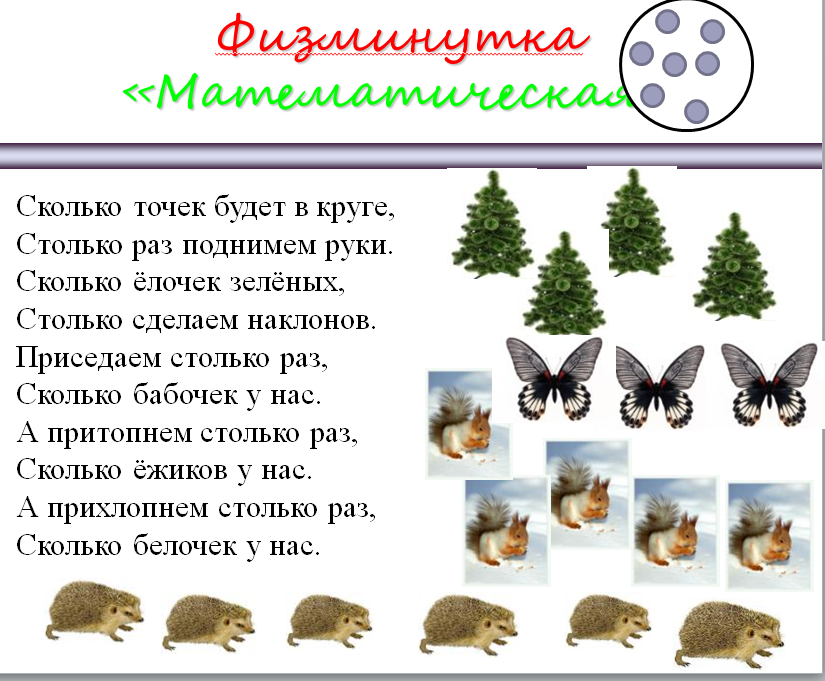 Физминутка
«Математическая
Сколько точек будет в круге,
Столько раз поднимем руки.
Сколько ёлочек зелёных,
Столько сделаем наклонов.
Приседаем столько раз,
Сколько бабочек у нас.
А притопнем столько раз,
Сколько ёжиков у нас.
А прихлопнем столько раз,
Сколько белочек у нас.